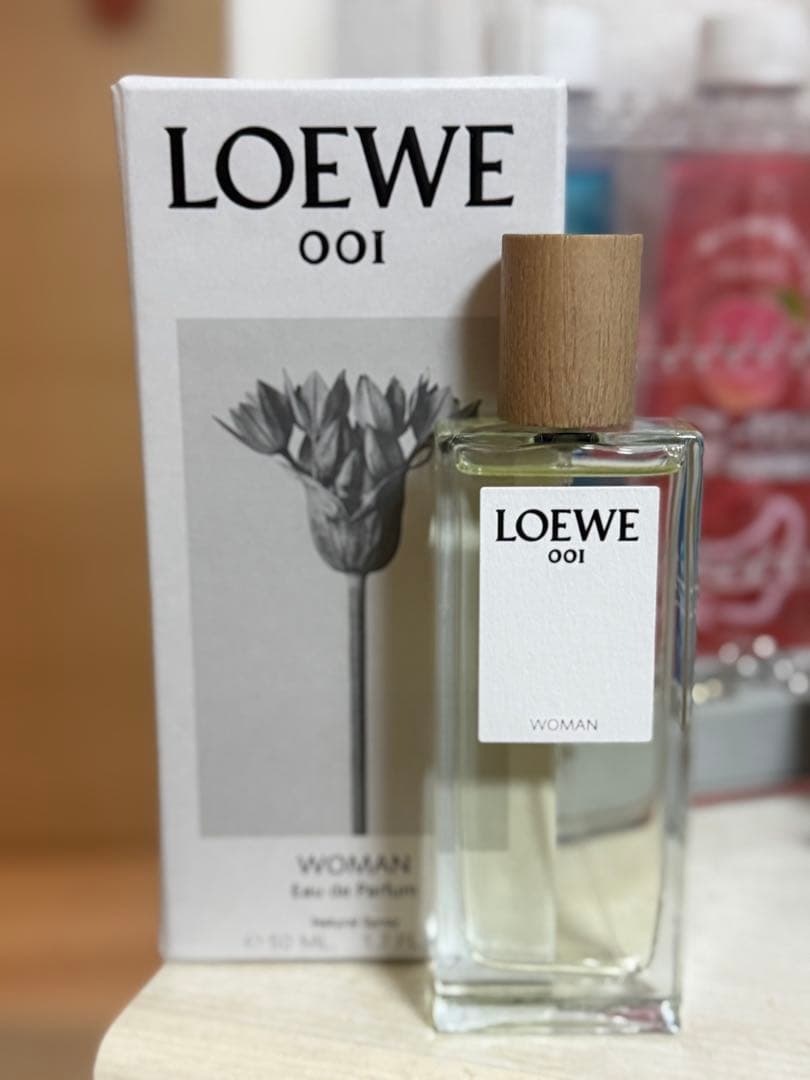 LOEWE
001
WOMAN
Eau de Parfum
Natural Spray
50 ML
LOEWE
001
WOMAN